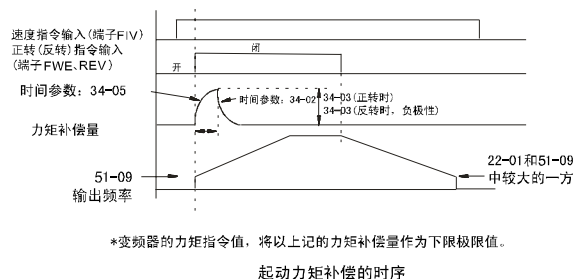 速度指令输入(端子FIV)
正转(反转)指令输入
(端子FWE、REV)
闭
开
时间参数：34-05
时间参数：34-02
34-03(正转时)
34-03(反转时，负极性)
力矩补偿量
51-09
输出频率
22-01和51-09
中较大的一方
*变频器的力矩指令值，将以上记的力矩补偿量作为下限极限值。
起动力矩补偿的时序